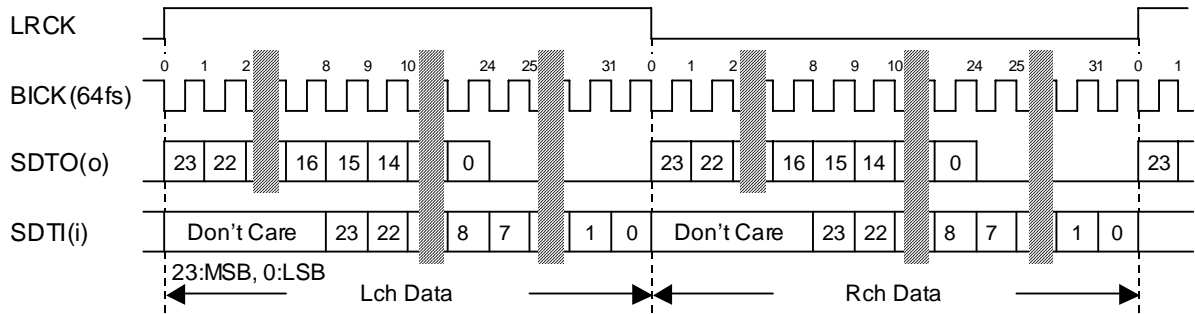 LRCK
0 1 2 8 9 10 24 25 31 0 1 2 8 9 10 24 25 31 0 1
BICK(64fs)
SDTO(o) 23 22 16 15 14 0 23 22 16 15 14 0 23
SDTI(i) Don't Care 23 22 8 7 1 0 Don't Care 23 22 8 7 1 0
23:MSB, 0:LSB
Lch Data Rch Data